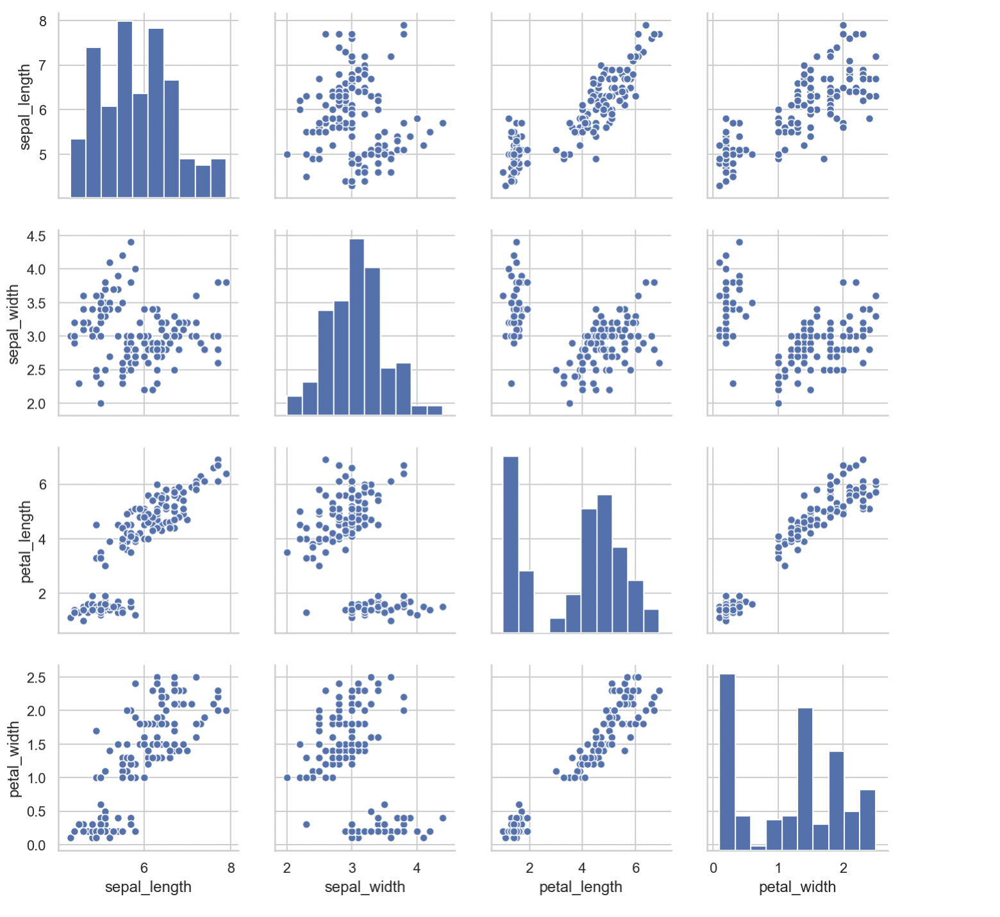 sepal_length
8
7
6
5
sepal_width
4.5
4.0
3.5
3.0
2.5
2.0
petal_length
6
4
2
petal_width
2.5
2.0
1.5
1.0
0.5
0.0
6 8
2 3 4
2 4 6
0 1 2
sepal_length
sepal_width
petal_length
petal_width